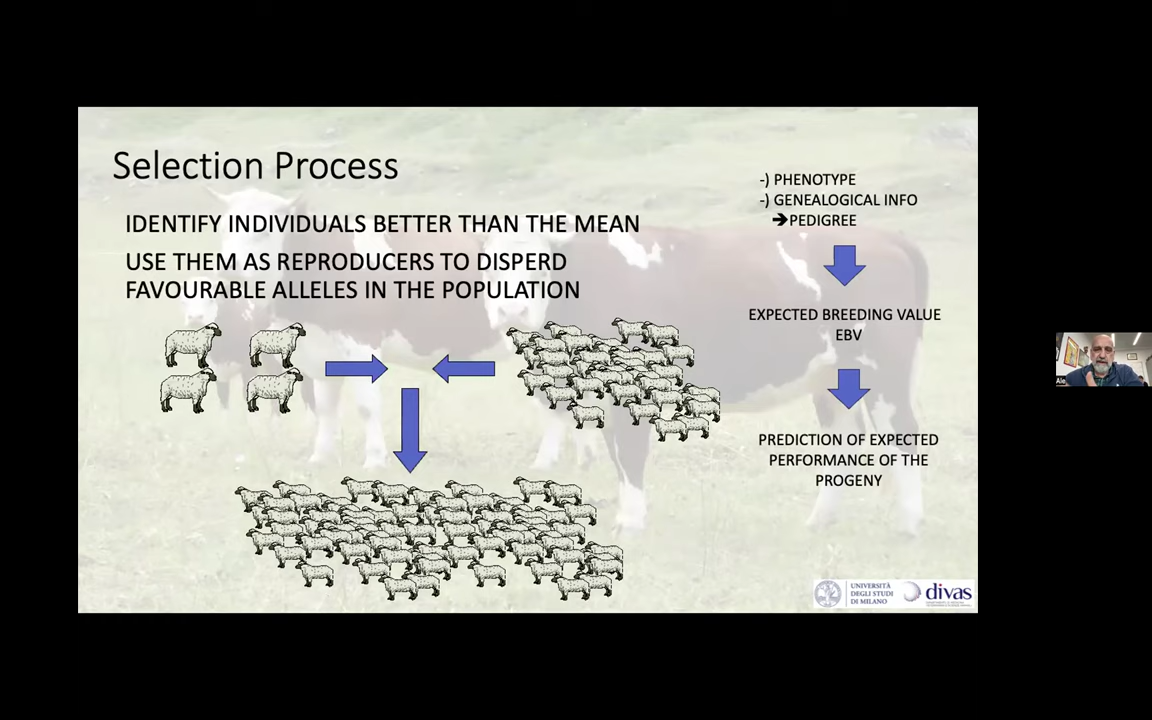 Selection Process
IDENTIFY INDIVIDUALS BETTER THAN THE MEAN
USE THEM AS REPRODUCERS TO DISPERD
FAVOURABLE ALLELES IN THE POPULATION
-) PHENOTYPE
-) GENEALOGICAL INFO
➔PEDIGREE
EXPECTED BREEDING VALUE
EBV
PREDICTION OF EXPECTED
PERFORMANCE OF THE
PROGENY
UNIVERSITÀ
DEGLI STUDI
DI MILANO
divas